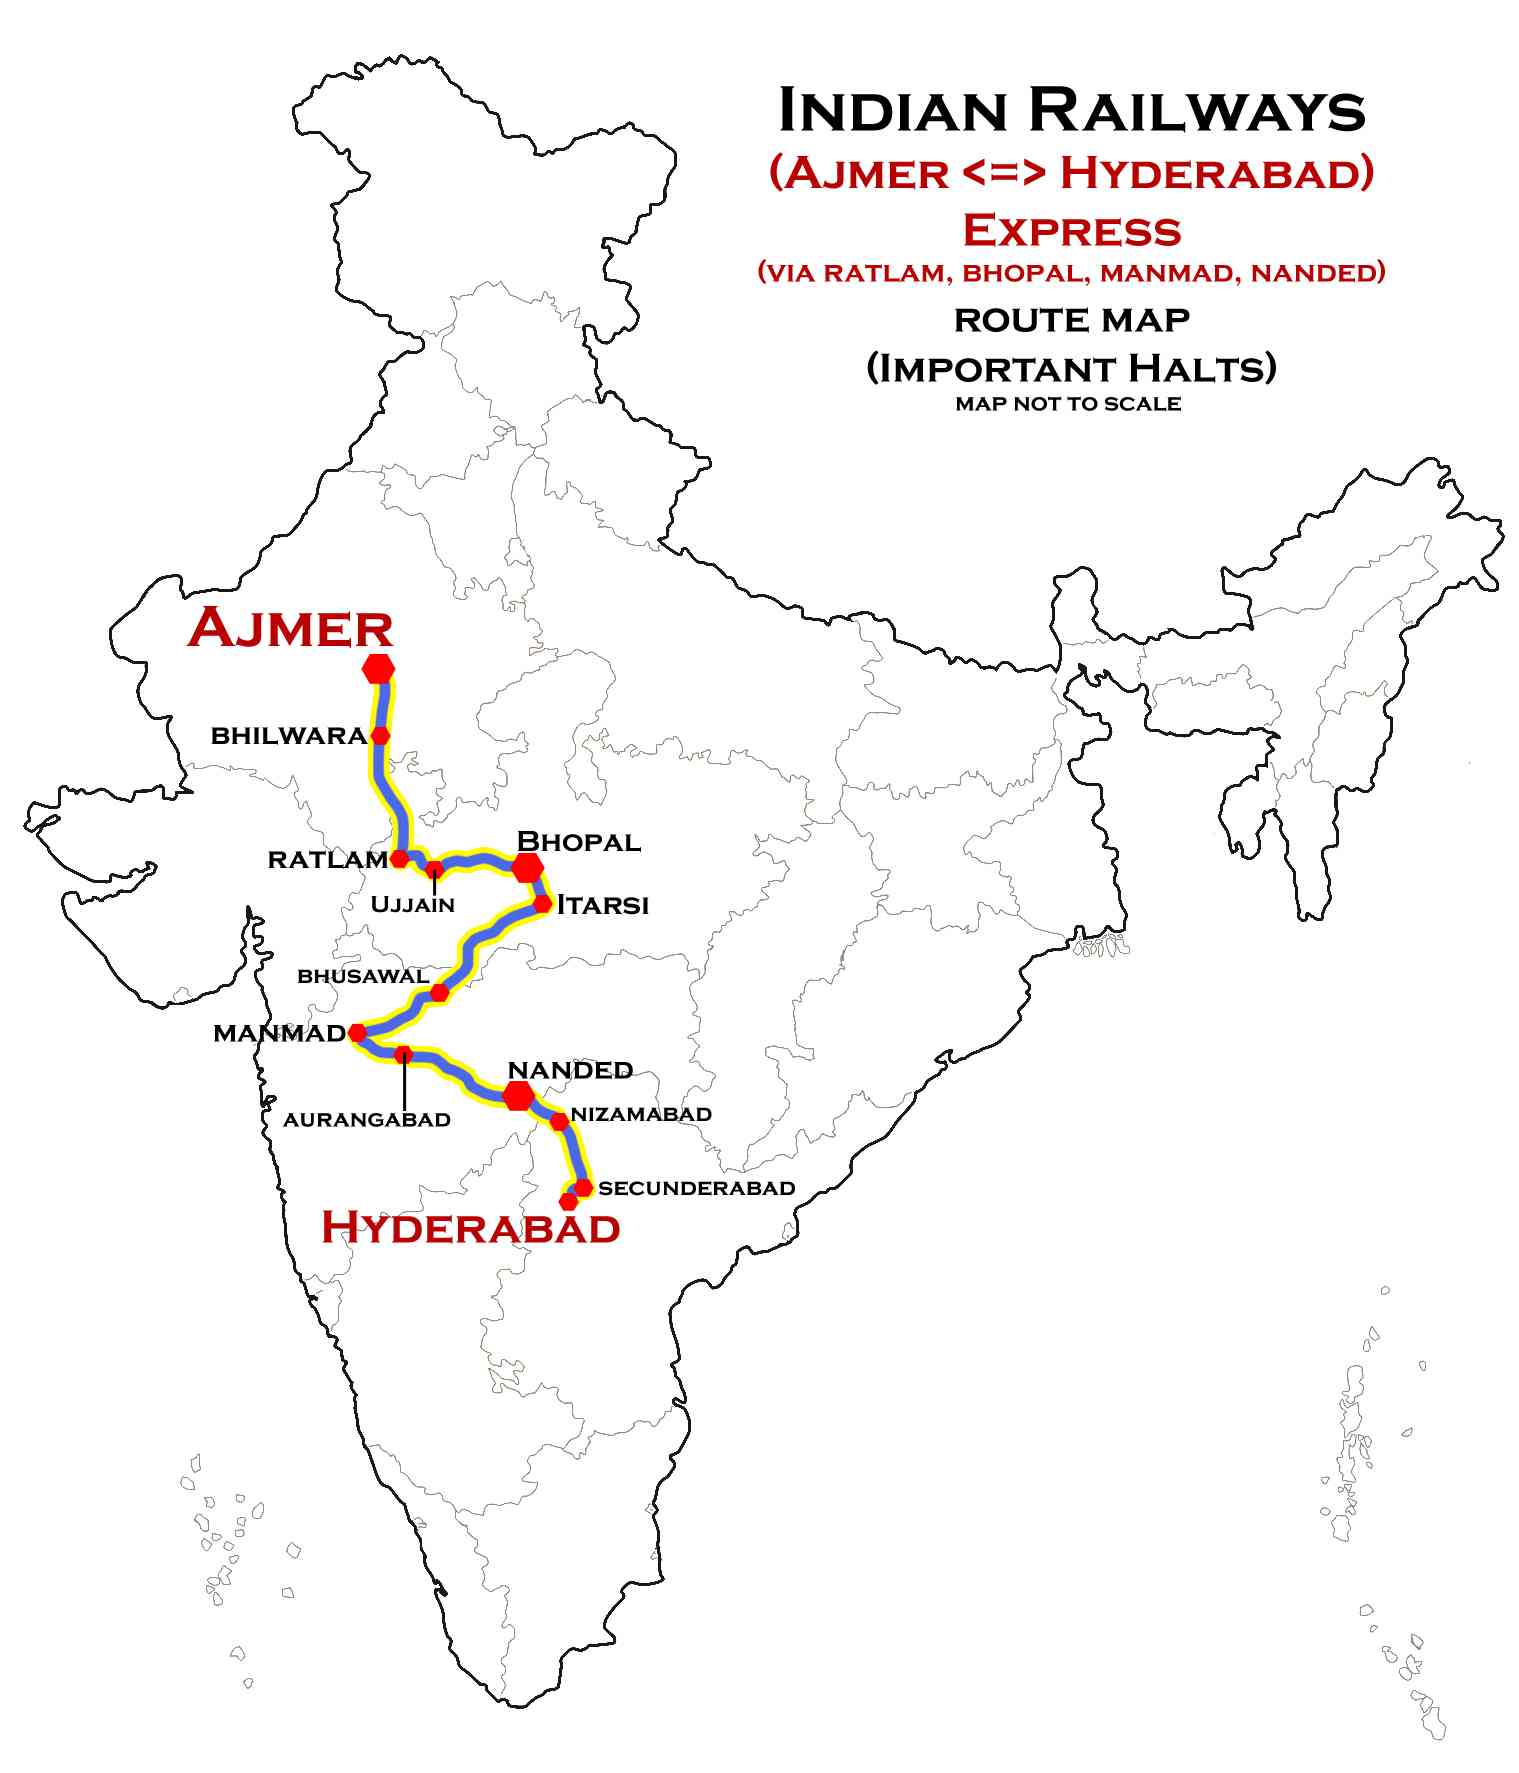 Indian Railways
(Ajmer <=> Hyderabad)
Express
(via ratlam, bhopal, manmad, nanded)
route map
(Important Halts)
map not to scale
Ajmer
bhilwara
Bhopal
ratlam
Ujjain
Itarsi
bhusawal
manmad
nanded
aurangabad
nizamabad
secunderabad
Hyderabad